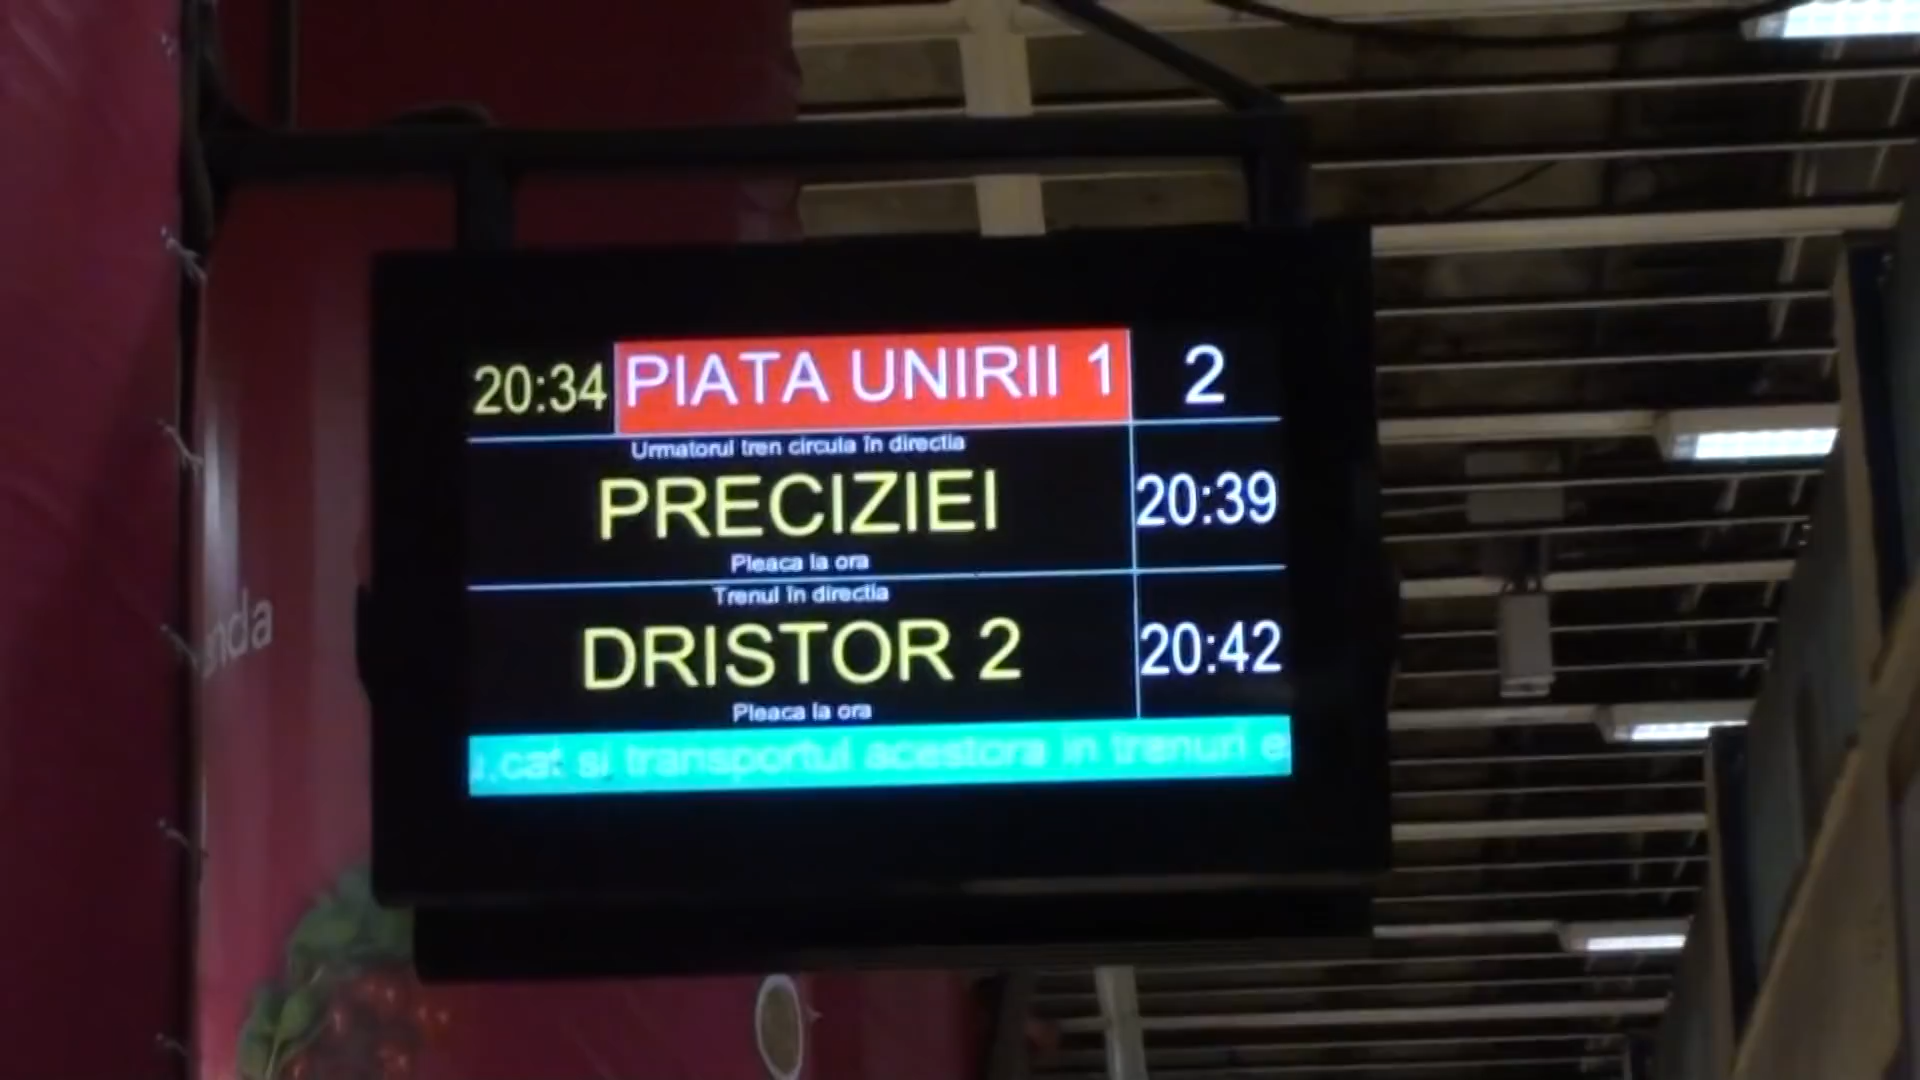 20:34 PIATA UNIRII 1 2
Urmatorul tren circula în directia
PRECIZIEI 20:39
Pleaca la ora
Trenul în directia
DRISTOR 2 20:42
Pleaca la ora
cat si transportul acestora in trenuri